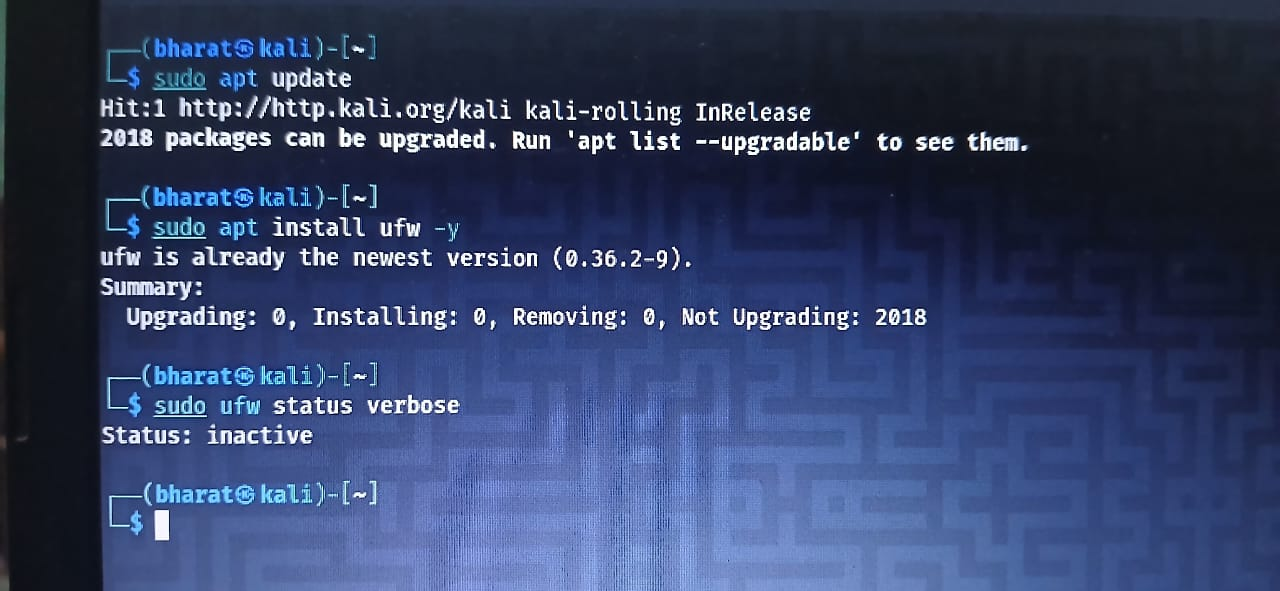 ┌──(bharat㉿kali)-[~]
└─$ sudo apt update
Hit:1 http://http.kali.org/kali kali-rolling InRelease
2018 packages can be upgraded. Run 'apt list --upgradable' to see them.
┌──(bharat㉿kali)-[~]
└─$ sudo apt install ufw -y
ufw is already the newest version (0.36.2-9).
Summary:
Upgrading: 0, Installing: 0, Removing: 0, Not Upgrading: 2018
┌──(bharat㉿kali)-[~]
└─$ sudo ufw status verbose
Status: inactive
┌──(bharat㉿kali)-[~]
└─$